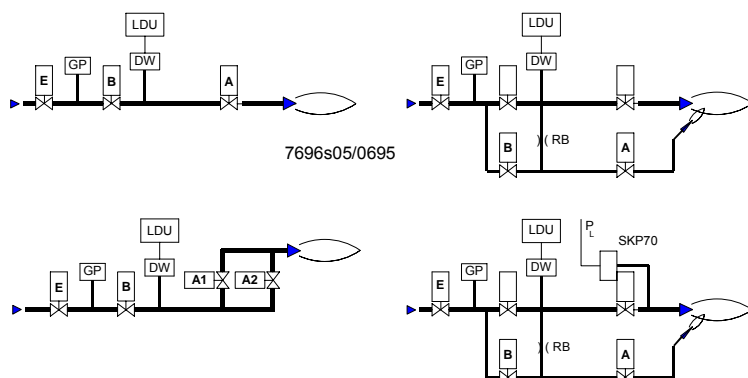 LDU
GP
DW
E
B
A
LDU
GP
DW
E
B
)( RB
A
7696s05/0695
LDU
GP
DW
E
B
A1
A2
LDU
P
L
SKP70
GP
DW
E
B
)( RB
A